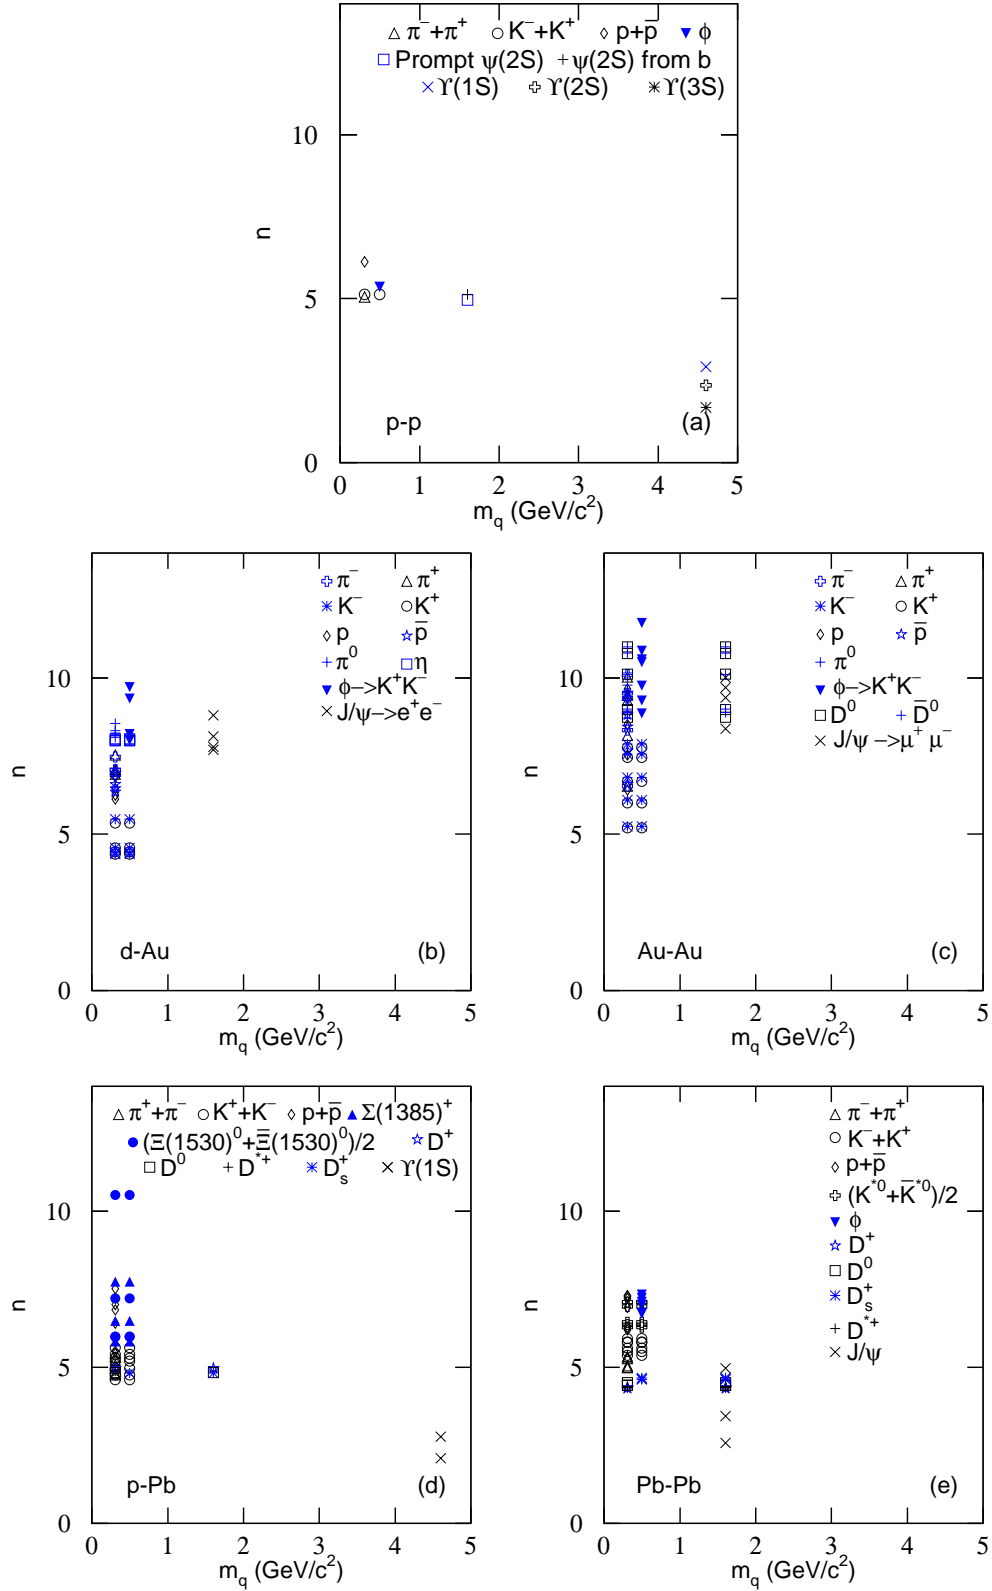 π⁻+π⁺ K⁻+K⁺ p+p̅ ϕ
Prompt ψ(2S) ψ(2S) from b
ϒ(1S) ϒ(2S) ϒ(3S)
10
n
5
p-p (a)
0
0 1 2 3 4 5
m_q (GeV/c²)
π⁻ π⁺
K⁻ K⁺
p p̅
π⁰ η
ϕ->K⁺K⁻
J/ψ->e⁺e⁻
10
n
5
d-Au (b)
0
0 1 2 3 4 5
m_q (GeV/c²)
π⁻ π⁺
K⁻ K⁺
p p̅
π⁰
ϕ->K⁺K⁻
D⁰ D̅⁰
J/ψ ->μ⁺ μ⁻
10
n
5
Au-Au (c)
0
0 1 2 3 4 5
m_q (GeV/c²)
π⁺+π⁻ K⁺+K⁻ p+p̅ Σ(1385)⁺
(Ξ(1530)⁰+Ξ̅(1530)⁰)/2 D⁺
D⁰ D*⁺ D_s⁺ ϒ(1S)
10
n
5
p-Pb (d)
0
0 1 2 3 4 5
m_q (GeV/c²)
π⁻+π⁺
K⁻+K⁺
p+p̅
(K*⁰+K̅*⁰)/2
ϕ
D⁺
D⁰
D_s⁺
D*⁺
J/ψ
10
n
5
Pb-Pb (e)
0
0 1 2 3 4 5
m_q (GeV/c²)